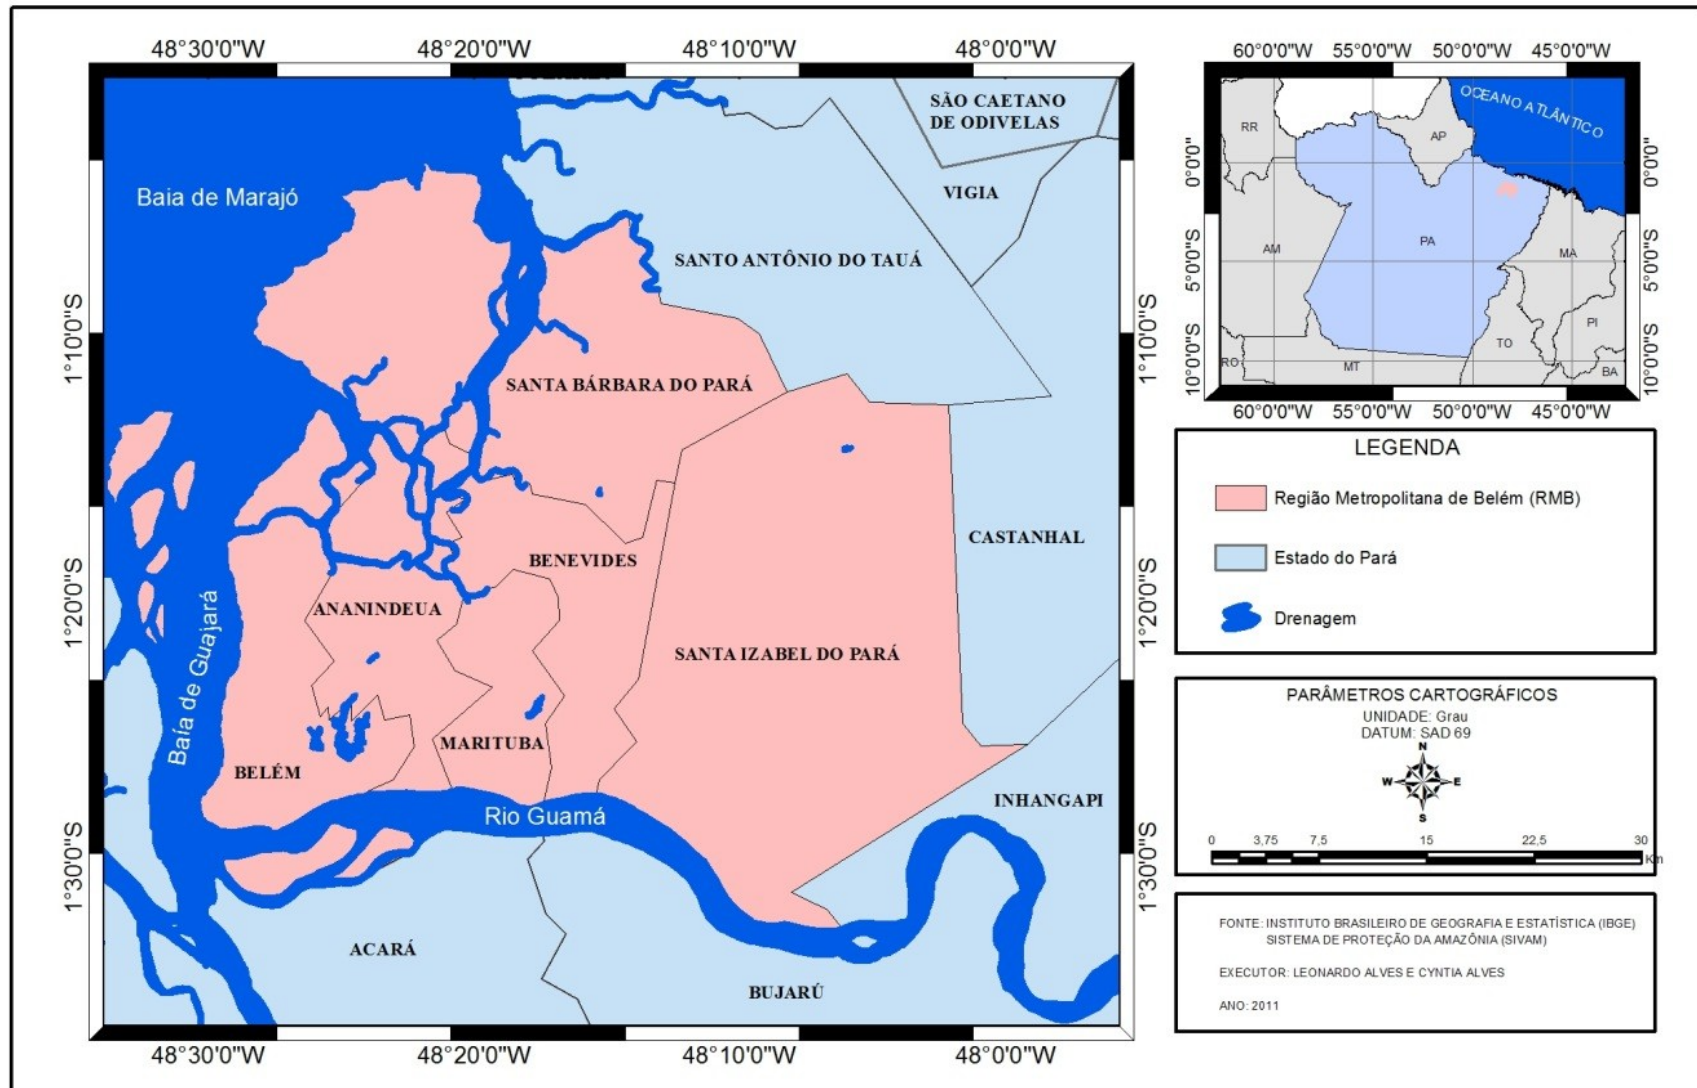 48°30'0"W 48°20'0"W 48°10'0"W 48°0'0"W
1°10'0"S
1°20'0"S
1°30'0"S
SÃO CAETANO
DE ODIVELAS
Baia de Marajó
VIGIA
SANTO ANTÔNIO DO TAUÁ
SANTA BÁRBARA DO PARÁ
CASTANHAL
BENEVIDES
ANANINDEUA
SANTA IZABEL DO PARÁ
Baía de Guajará
MARITUBA
BELÉM
INHANGAPI
Rio Guamá
ACARÁ
BUJARÚ
1°10'0"S
1°20'0"S
1°30'0"S
48°30'0"W 48°20'0"W 48°10'0"W 48°0'0"W
60°0'0"W 55°0'0"W 50°0'0"W 45°0'0"W
0°0'0"
5°0'0"S
10°0'0"S
OCEANO ATLÂNTICO
RR
AP
AM
PA
MA
PI
TO
RO
MT
BA
0°0'0"
5°0'0"S
10°0'0"S
60°0'0"W 55°0'0"W 50°0'0"W 45°0'0"W
LEGENDA
Região Metropolitana de Belém (RMB)
Estado do Pará
Drenagem
PARÂMETROS CARTOGRÁFICOS
UNIDADE: Grau
DATUM: SAD 69
N
W E
S
0 3,75 7,5 15 22,5 30
Km
FONTE: INSTITUTO BRASILEIRO DE GEOGRAFIA E ESTATÍSTICA (IBGE)
SISTEMA DE PROTEÇÃO DA AMAZÔNIA (SIVAM)
EXECUTOR: LEONARDO ALVES E CYNTIA ALVES
ANO: 2011